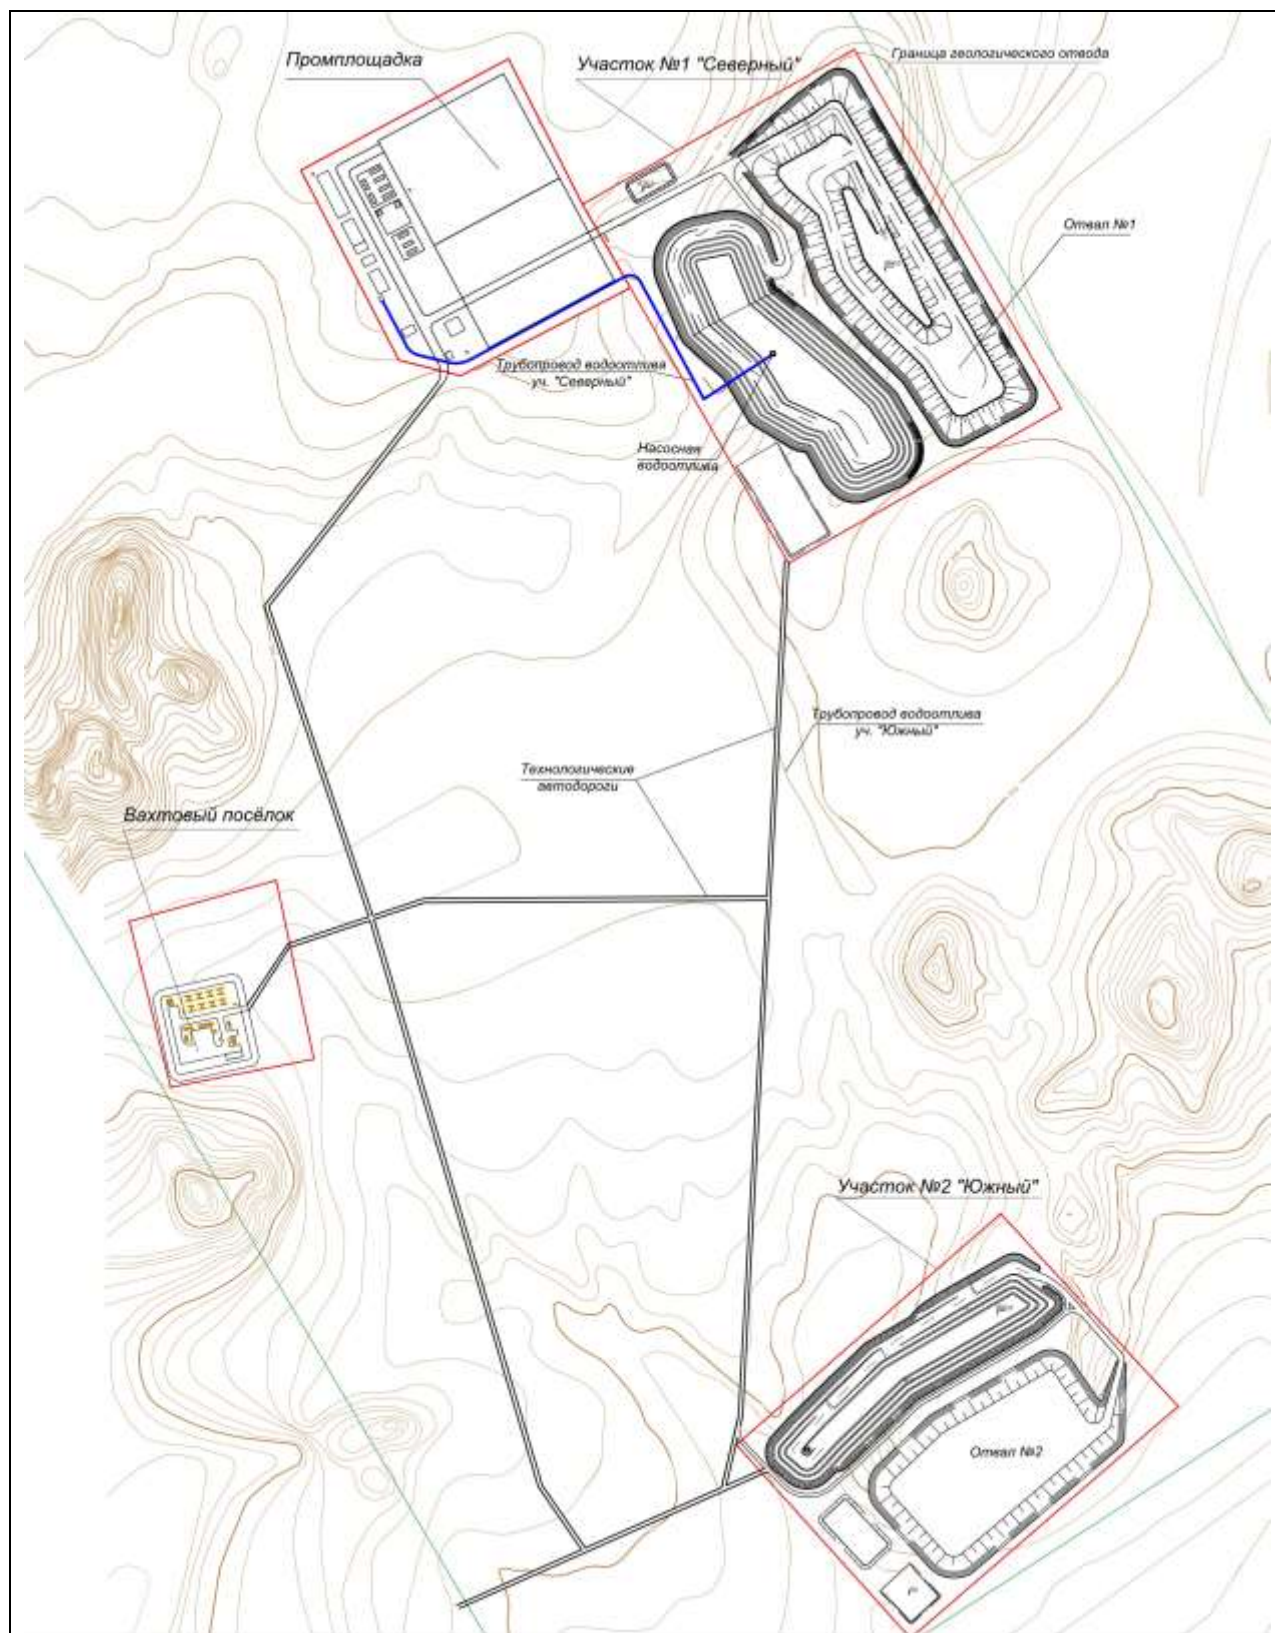 Промплощадка
Участок №1 "Северный"
Граница геологического отвода
Отвал №1
Трубопровод водоотлива
уч. "Северный"
Насосная
водоотлива
Трубопровод водоотлива
уч. "Южный"
Технологические
автодороги
Вахтовый посёлок
Участок №2 "Южный"
Отвал №2